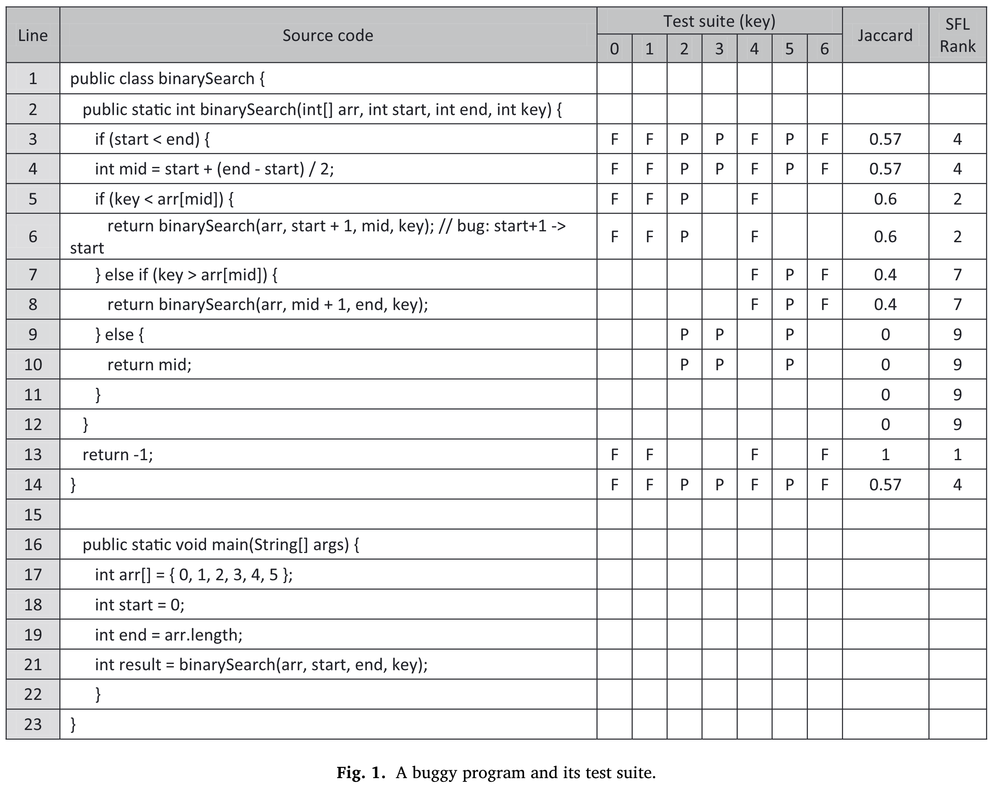 Line Source code Test suite (key) Jaccard SFL Rank
0 1 2 3 4 5 6
1 public class binarySearch {
2 public static int binarySearch(int[] arr, int start, int end, int key) {
3 if (start < end) { F F P P F P F 0.57 4
4 int mid = start + (end - start) / 2; F F P P F P F 0.57 4
5 if (key < arr[mid]) { F F P F 0.6 2
6 return binarySearch(arr, start + 1, mid, key); // bug: start+1 ->
start F F P F 0.6 2
7 } else if (key > arr[mid]) { F P F 0.4 7
8 return binarySearch(arr, mid + 1, end, key); F P F 0.4 7
9 } else { P P P 0 9
10 return mid; P P P 0 9
11 } 0 9
12 } 0 9
13 return -1; F F F F 1 1
14 } F F P P F P F 0.57 4
15
16 public static void main(String[] args) {
17 int arr[] = { 0, 1, 2, 3, 4, 5 };
18 int start = 0;
19 int end = arr.length;
21 int result = binarySearch(arr, start, end, key);
22 }
23 }
Fig. 1. A buggy program and its test suite.